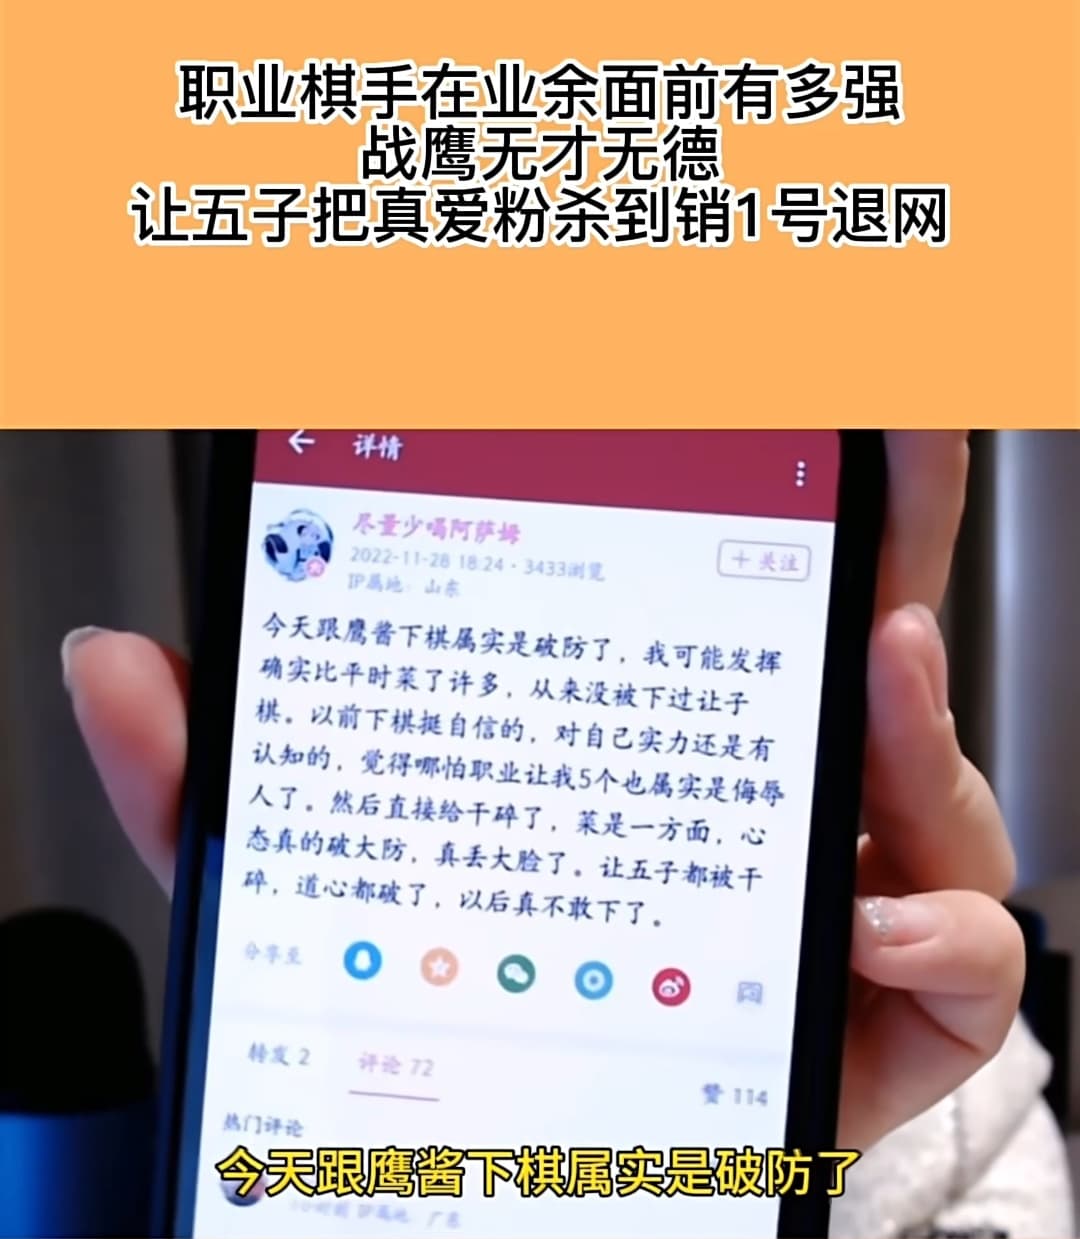 职业棋手在业余面前有多强
战鹰无才无德
让五子把真爱粉杀到销1号退网
详情
尽量少喝阿萨姆
2022-11-28 18:24·3433浏览
IP属地：山东
＋关注
今天跟鹰酱下棋属实是破防了，我可能发挥
确实比平时菜了许多，从来没被下过让子
棋。以前下棋挺自信的，对自己实力还是有
认知的，觉得哪怕职业让我5个也属实是侮辱
人了。然后直接给干碎了，菜是一方面，心
态真的破大防，真丢大脸了。让五子都被干
碎，道心都破了，以后真不敢下了。
分享至
转发 2
评论 72
赞 114
热门评论
今天跟鹰酱下棋属实是破防了
IP属地：广东